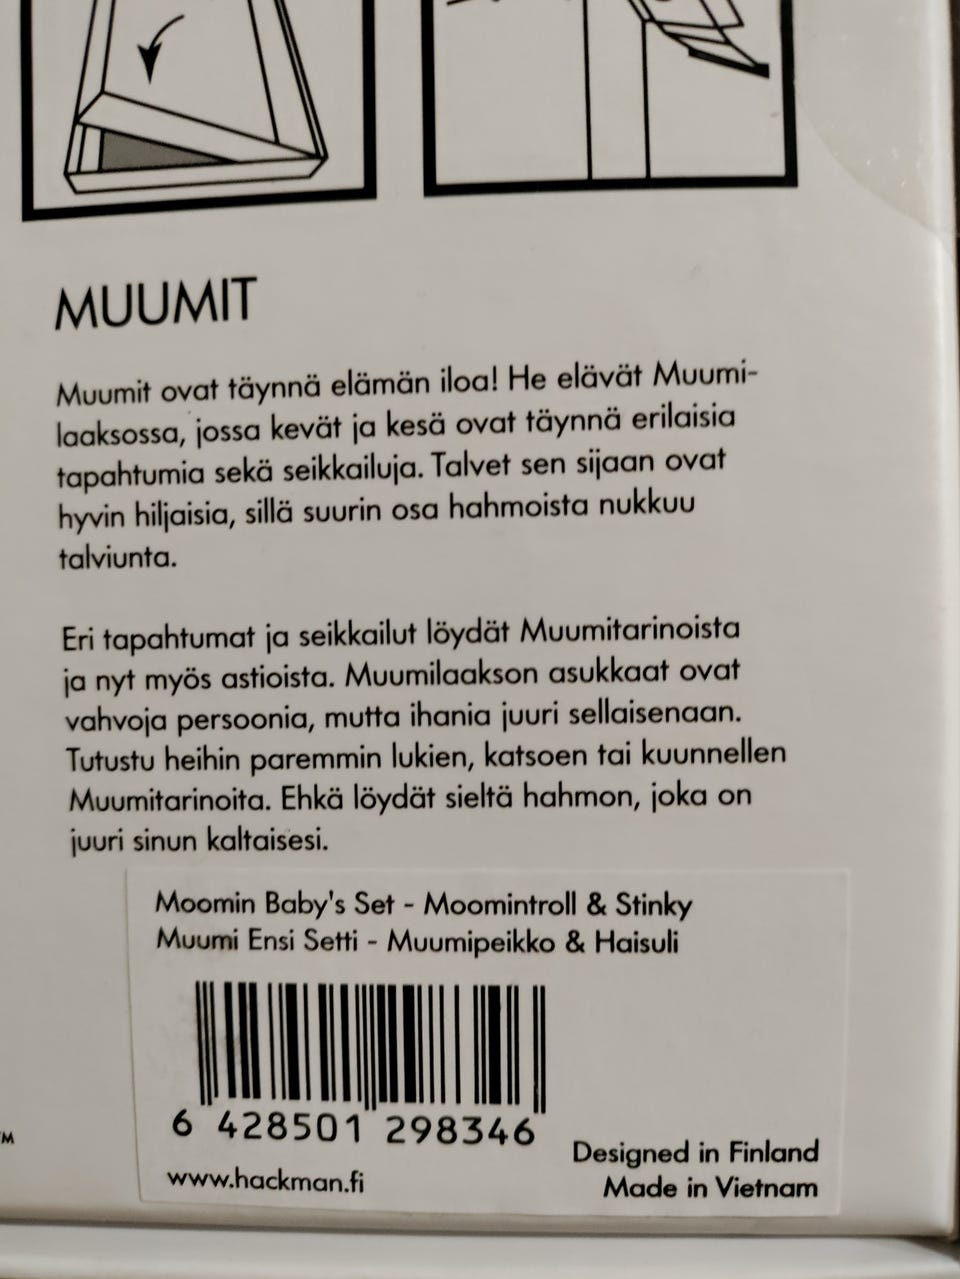 MUUMIT
Muumit ovat täynnä elämän iloa! He elävät Muumi-
laaksossa, jossa kevät ja kesä ovat täynnä erilaisia
tapahtumia sekä seikkailuja. Talvet sen sijaan ovat
hyvin hiljaisia, sillä suurin osa hahmoista nukkuu
talviunta.
Eri tapahtumat ja seikkailut löydät Muumitarinoista
ja nyt myös astioista. Muumilaakson asukkaat ovat
vahvoja persoonia, mutta ihania juuri sellaisenaan.
Tutustu heihin paremmin lukien, katsoen tai kuunnellen
Muumitarinoita. Ehkä löydät sieltä hahmon, joka on
juuri sinun kaltaisesi.
Moomin Baby's Set - Moomintroll & Stinky
Muumi Ensi Setti - Muumipeikko & Haisuli
6 428501 298346
TM
www.hackman.fi
Designed in Finland
Made in Vietnam